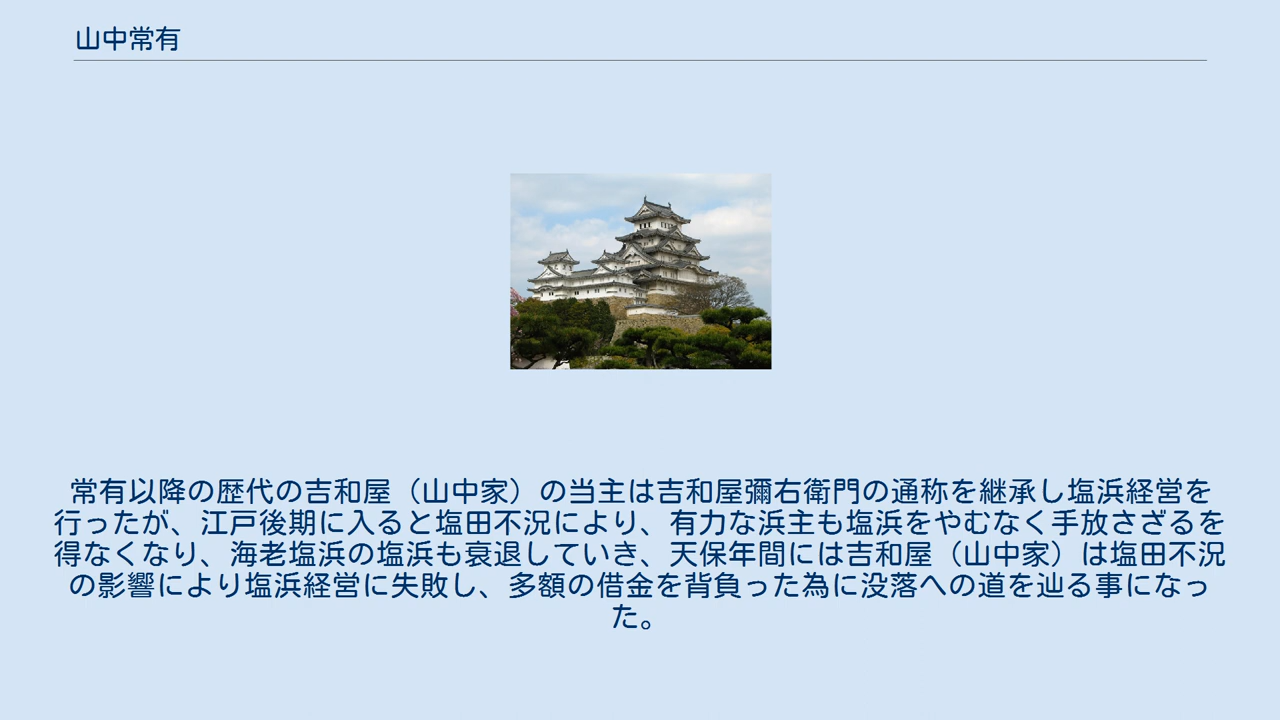 山中常有
常有以降の歴代の吉和屋（山中家）の当主は吉和屋彌右衛門の通称を継承し塩浜経営を
行ったが、江戸後期に入ると塩田不況により、有力な浜主も塩浜をやむなく手放さざるを
得なくなり、海老塩浜の塩浜も衰退していき、天保年間には吉和屋（山中家）は塩田不況
の影響により塩浜経営に失敗し、多額の借金を背負った為に没落への道を辿る事になっ
た。